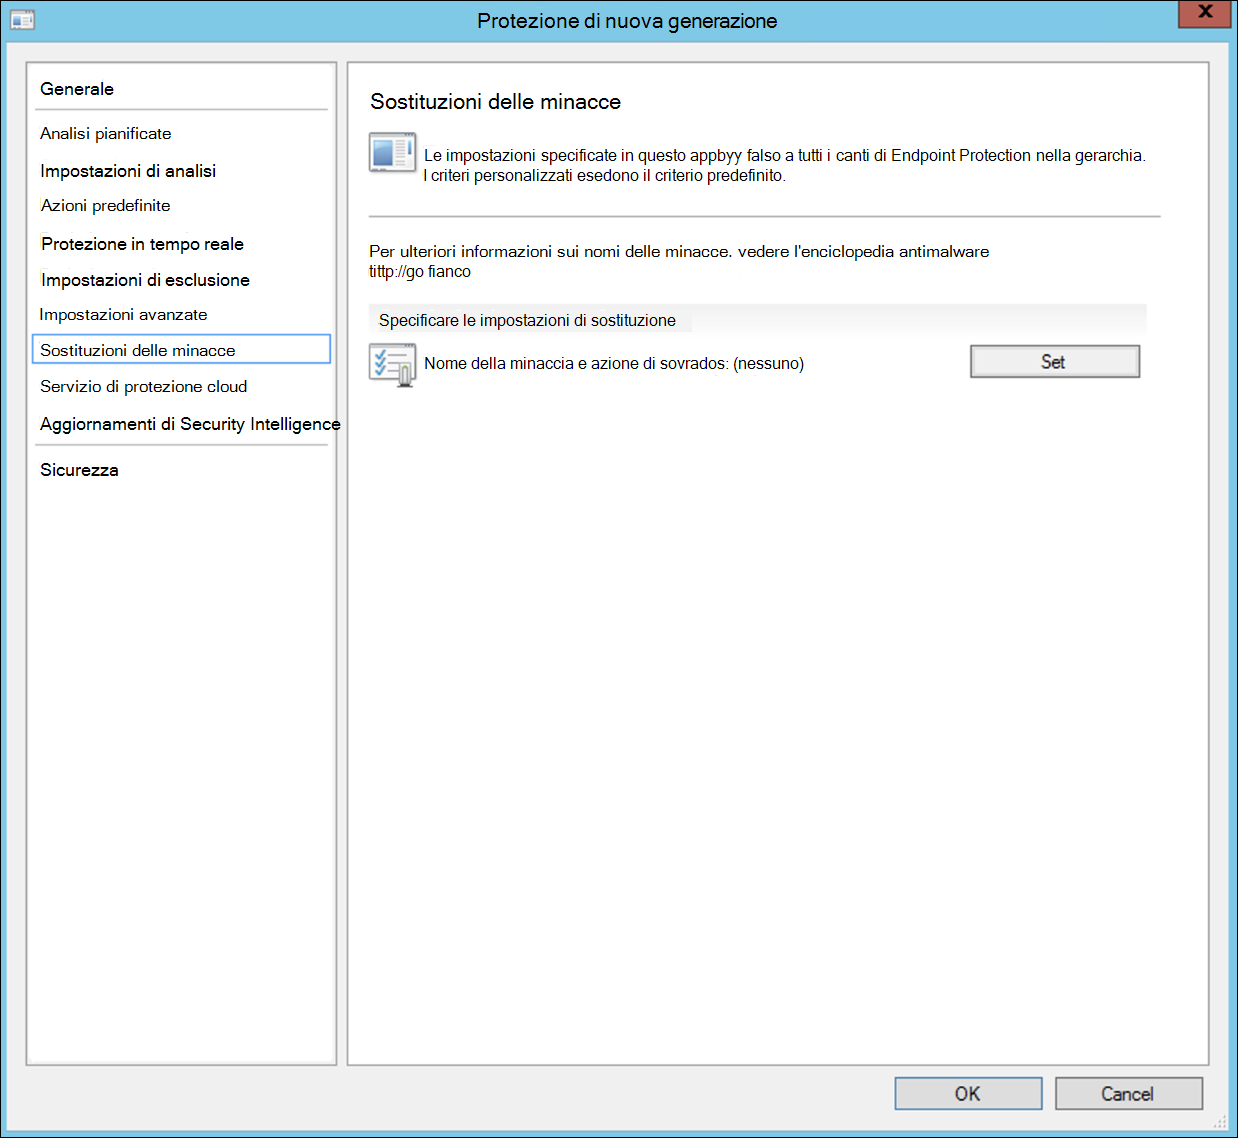 Protezione di nuova generazione
X
Generale
Analisi pianificate
Impostazioni di analisi
Azioni predefinite
Protezione in tempo reale
Impostazioni di esclusione
Impostazioni avanzate
Sostituzioni delle minacce
Servizio di protezione cloud
Aggiornamenti di Security Intelligence
Sicurezza
Sostituzioni delle minacce
Le impostazioni specificate in questo appbyy falso a tutti i canti di Endpoint Protection nella gerarchia.
I criteri personalizzati esedono il criterio predefinito.
Per ulteriori informazioni sui nomi delle minacce. vedere l'enciclopedia antimalware
tittp://go fianco
Specificare le impostazioni di sostituzione
Nome della minaccia e azione di sovrados: (nessuno)
Set
OK
Cancel